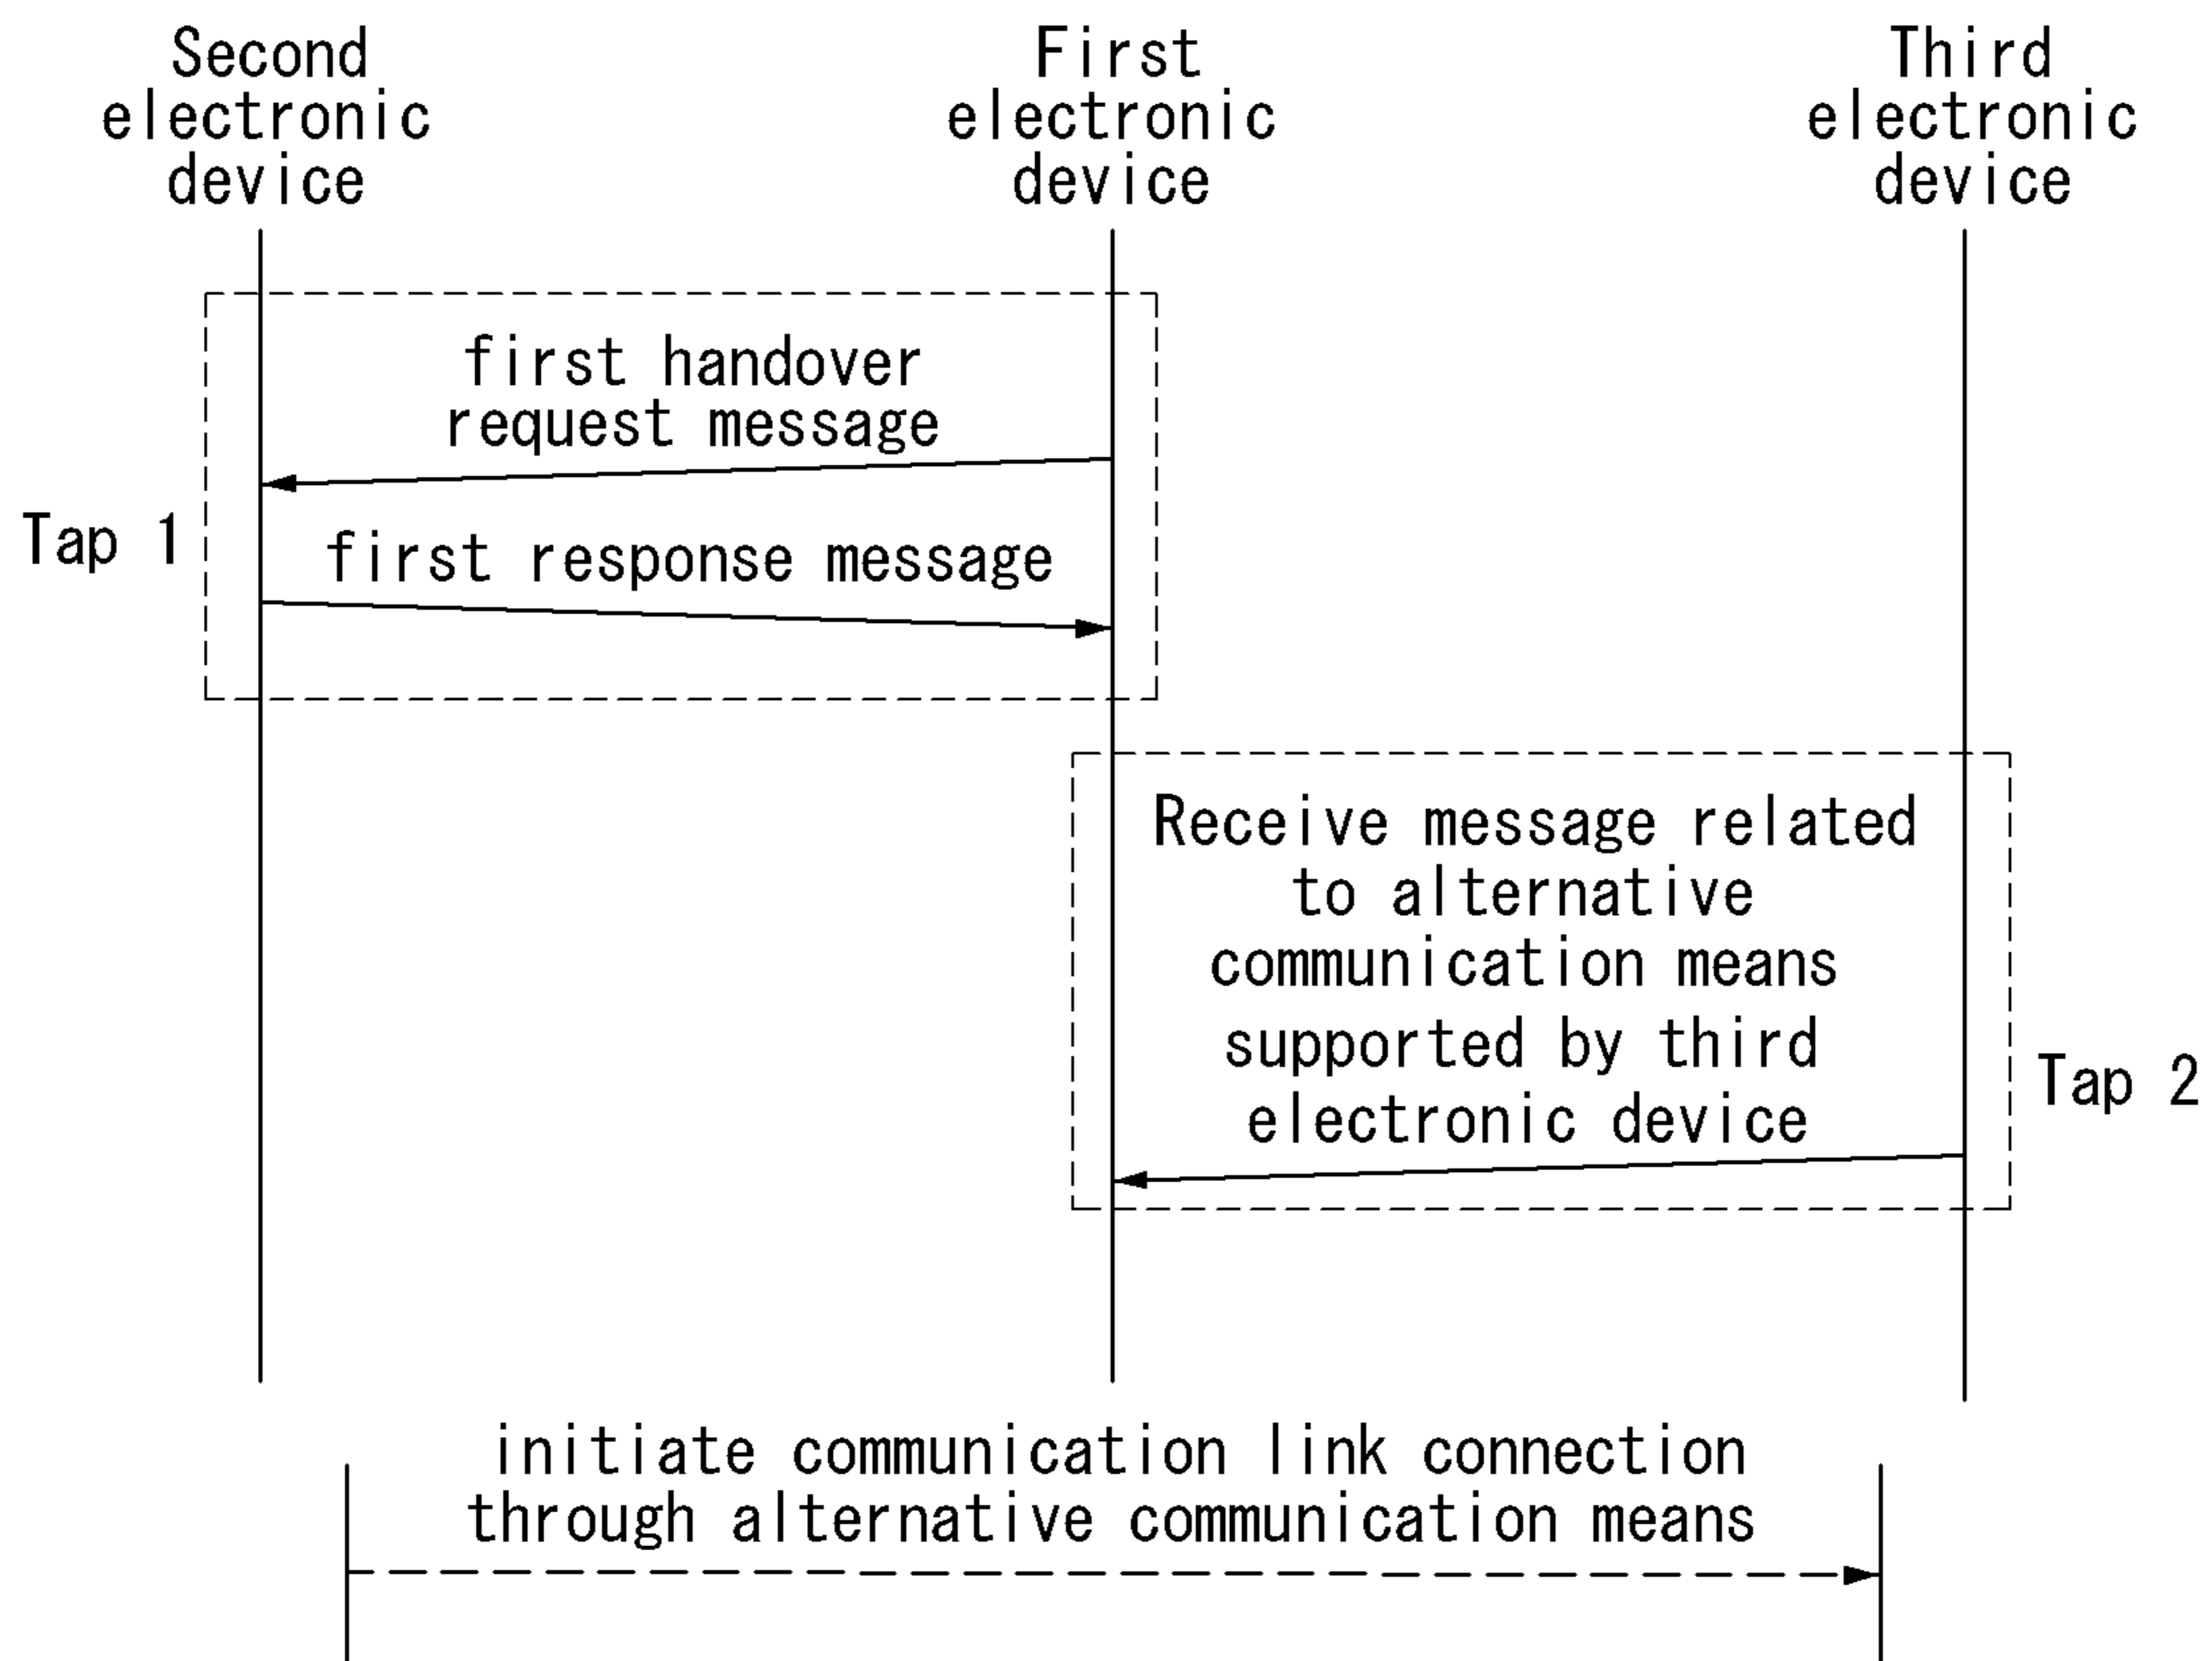 Second
electronic
device
First
electronic
device
Third
electronic
device
first handover
request message
Tap 1
first response message
Receive message related
to alternative
communication means
supported by third
electronic device
Tap 2
initiate communication link connection
through alternative communication means